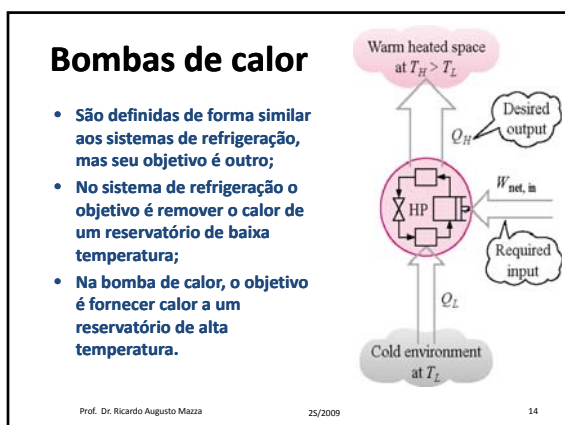 Bombas de calor
• São definidas de forma similar
aos sistemas de refrigeração,
mas seu objetivo é outro;
• No sistema de refrigeração o
objetivo é remover o calor de
um reservatório de baixa
temperatura;
• Na bomba de calor, o objetivo
é fornecer calor a um
reservatório de alta
temperatura.
Warm heated space
at T_H > T_L
Desired
output
Q_H
W_net, in
HP
Required
input
Q_L
Cold environment
at T_L
Prof. Dr. Ricardo Augusto Mazza
2S/2009
14